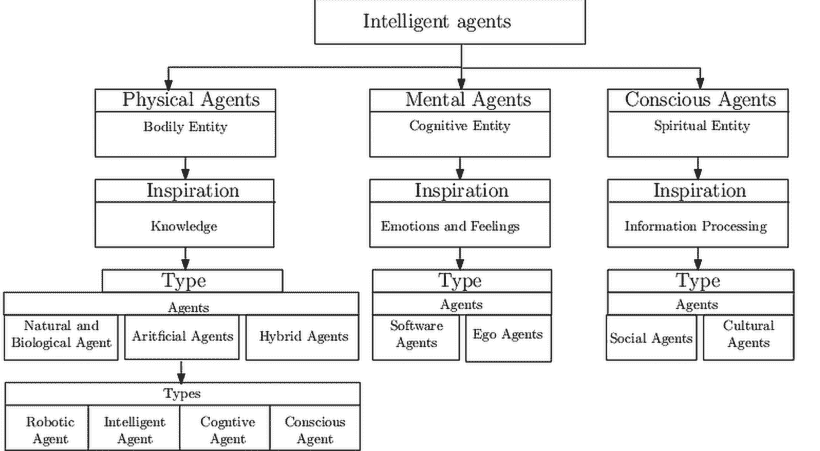 Intelligent agents
Physical Agents
Bodily Entity
Mental Agents
Cognitive Entity
Conscious Agents
Spiritual Entity
Inspiration
Knowledge
Inspiration
Emotions and Feelings
Inspiration
Information Processing
Type
Agents
Natural and
Biological Agent
Aritficial Agents
Hybrid Agents
Type
Agents
Software
Agents
Ego Agents
Type
Agents
Social Agents
Cultural
Agents
Types
Robotic
Agent
Intelligent
Agent
Cogntive
Agent
Conscious
Agent